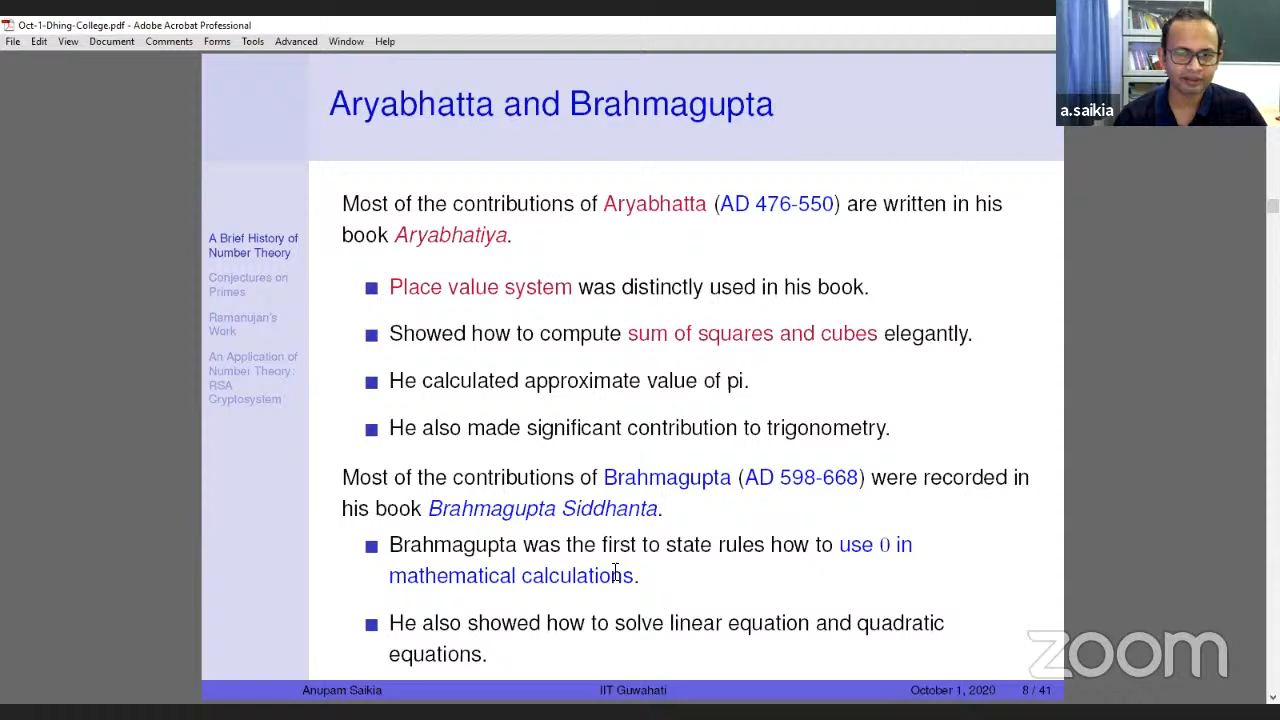 Oct-1-Dhing-College.pdf - Adobe Acrobat Professional
File Edit View Document Comments Forms Tools Advanced Window Help
a.saikia
Aryabhatta and Brahmagupta
A Brief History of
Number Theory
Conjectures on
Primes
Ramanujan's
Work
An Application of
Number Theory:
RSA
Cryptosystem
Most of the contributions of Aryabhatta (AD 476-550) are written in his
book Aryabhatiya.
Place value system was distinctly used in his book.
Showed how to compute sum of squares and cubes elegantly.
He calculated approximate value of pi.
He also made significant contribution to trigonometry.
Most of the contributions of Brahmagupta (AD 598-668) were recorded in
his book Brahmagupta Siddhanta.
Brahmagupta was the first to state rules how to use 0 in
mathematical calculations.
He also showed how to solve linear equation and quadratic
equations.
zoom
Anupam Saikia IIT Guwahati October 1, 2020 8 / 41